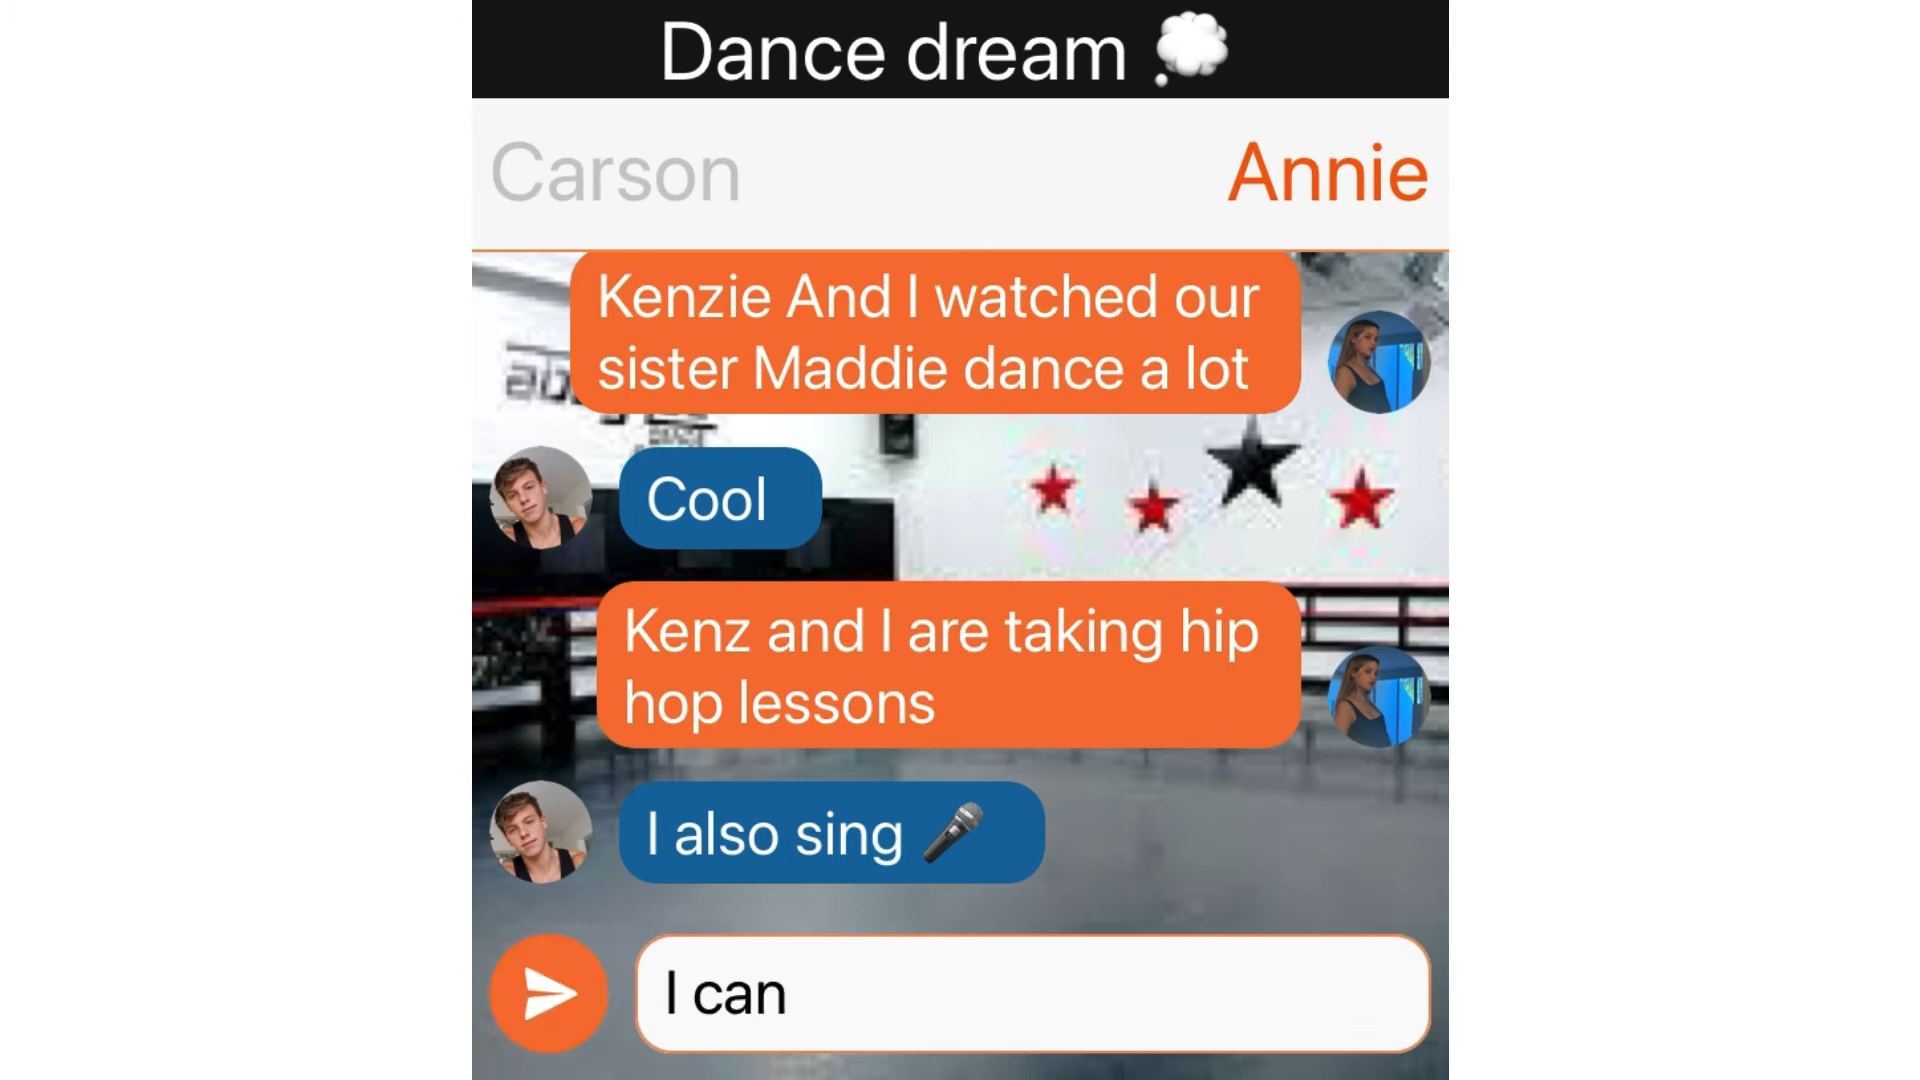 Dance dream 💭
Carson
Annie
Kenzie And I watched our
sister Maddie dance a lot
Cool
Kenz and I are taking hip
hop lessons
I also sing 🎤
I can